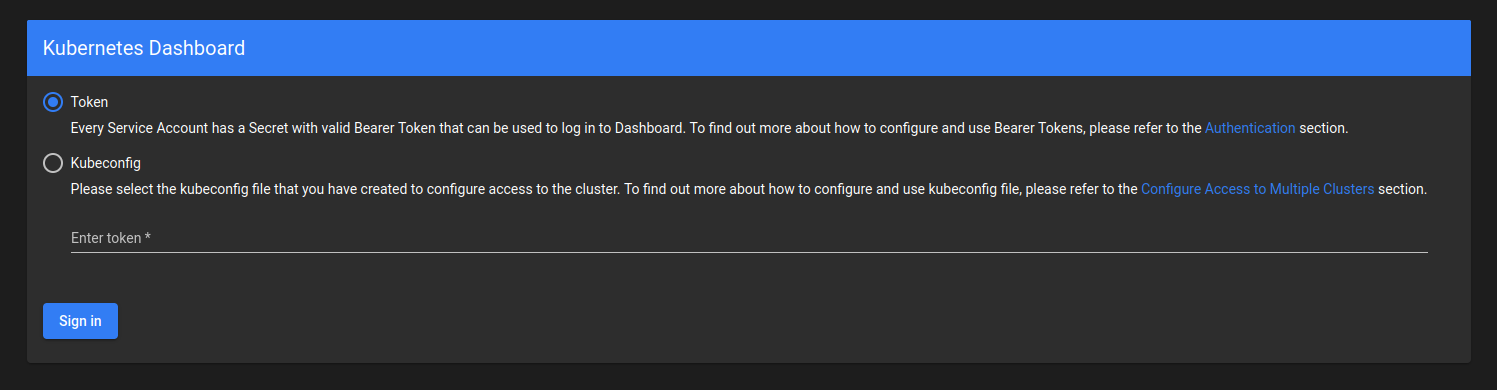 Kubernetes Dashboard
Token
Every Service Account has a Secret with valid Bearer Token that can be used to log in to Dashboard. To find out more about how to configure and use Bearer Tokens, please refer to the Authentication section.
Kubeconfig
Please select the kubeconfig file that you have created to configure access to the cluster. To find out more about how to configure and use kubeconfig file, please refer to the Configure Access to Multiple Clusters section.
Enter token *
Sign in